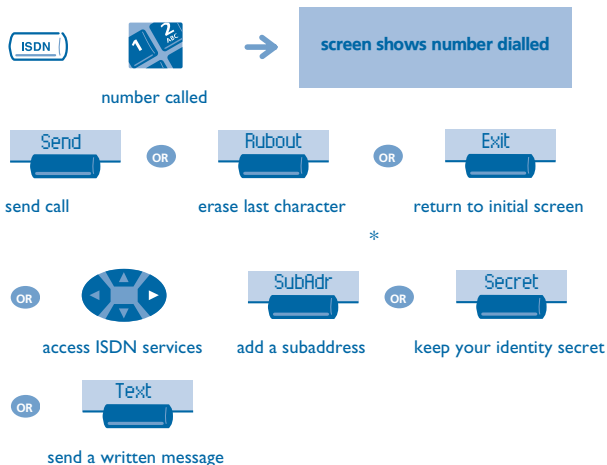 ISDN
1 2
ABC
screen shows number dialled
number called
Send
OR
Rubout
OR
Exit
send call
erase last character
return to initial screen
*
OR
SubAdr
OR
Secret
access ISDN services
add a subaddress
keep your identity secret
OR
Text
send a written message